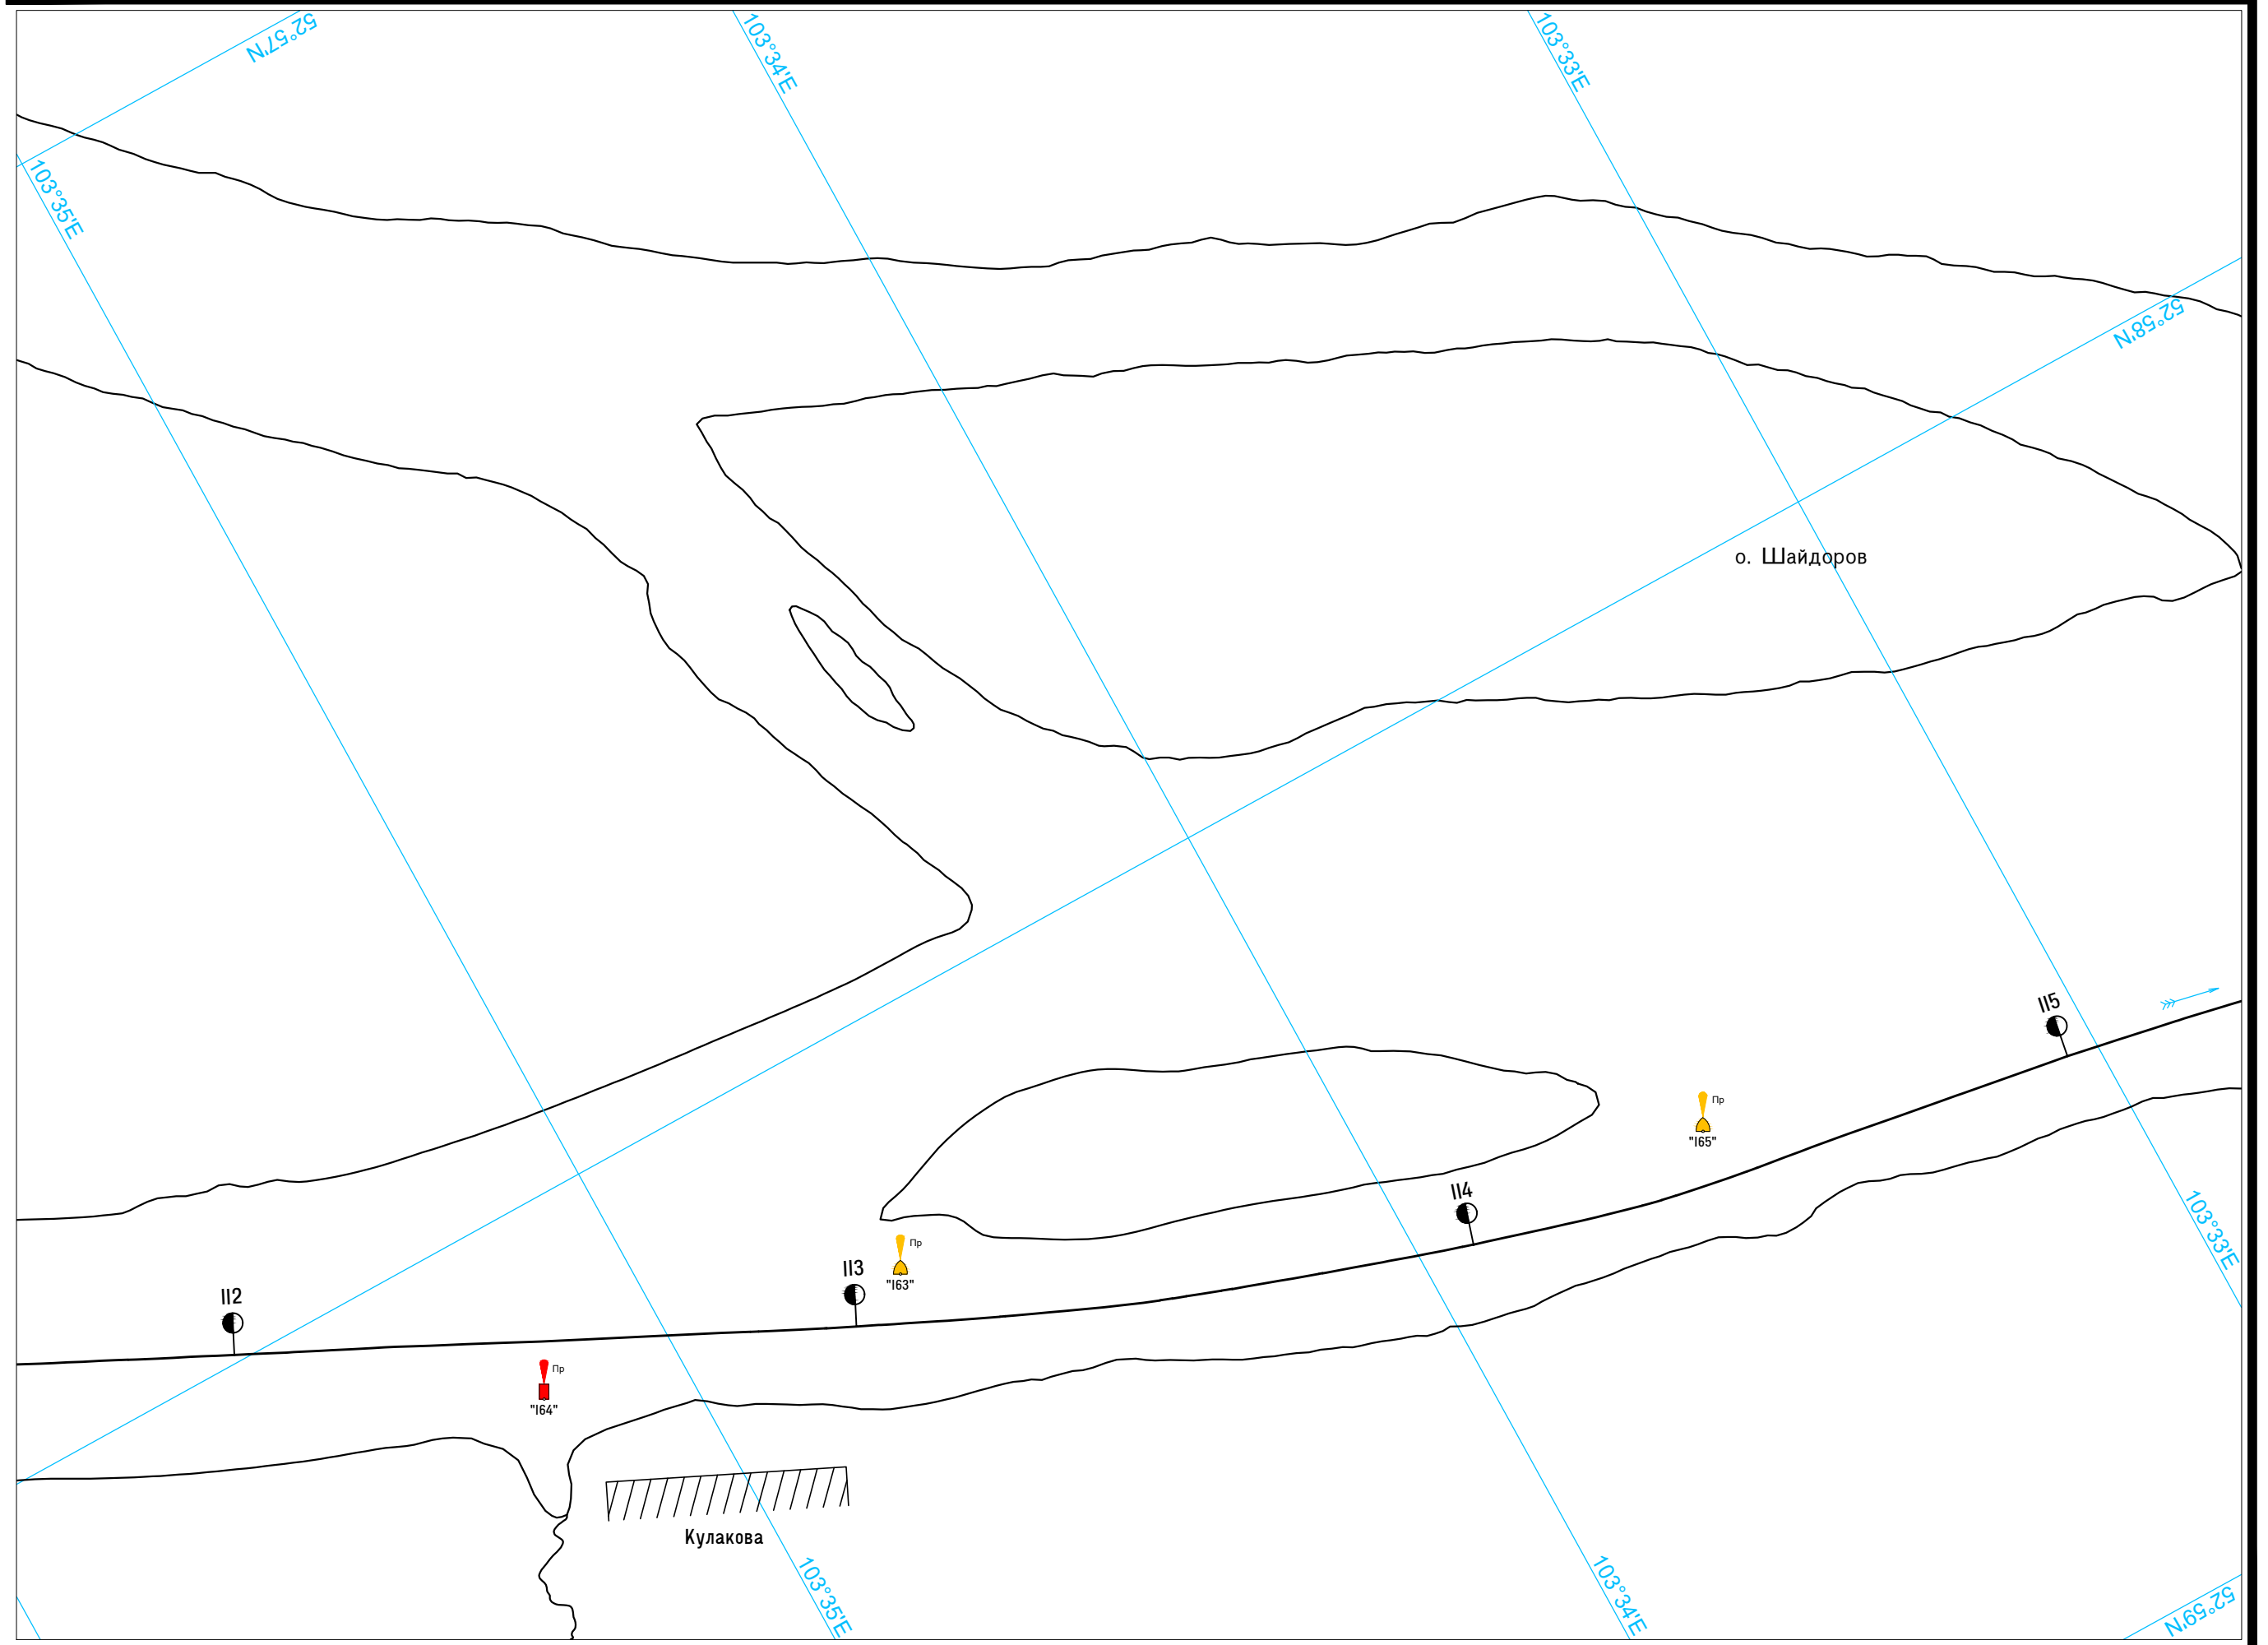 52°57'N
103°34'E
103°33'E
103°35'E
52°58'N
о. Шайдоров
115
Пр
"165"
114
103°33'E
Пр
"163"
113
112
Пр
"164"
Кулакова
103°35'E
103°34'E
52°59'N